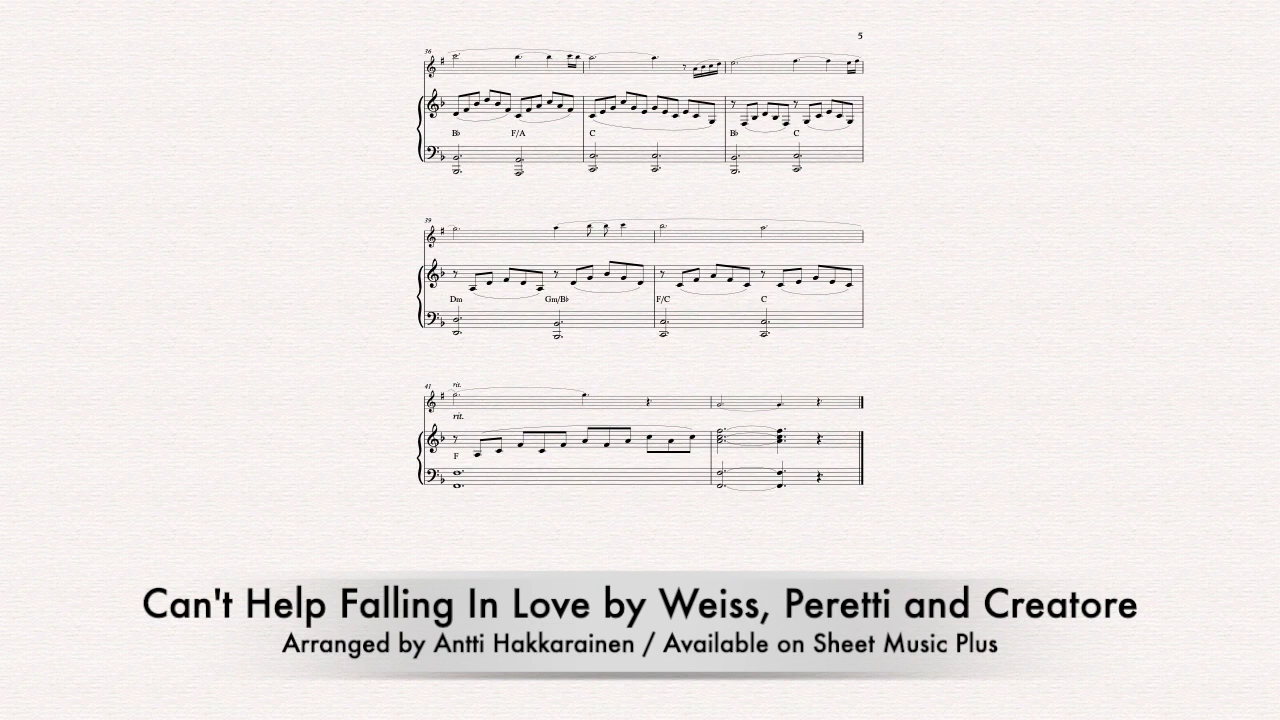 5
36
B♭ F/A C B♭ C
39
Dm Gm/B♭ F/C C
41
rit.
rit.
F
Can't Help Falling In Love by Weiss, Peretti and Creatore
Arranged by Antti Hakkarainen / Available on Sheet Music Plus